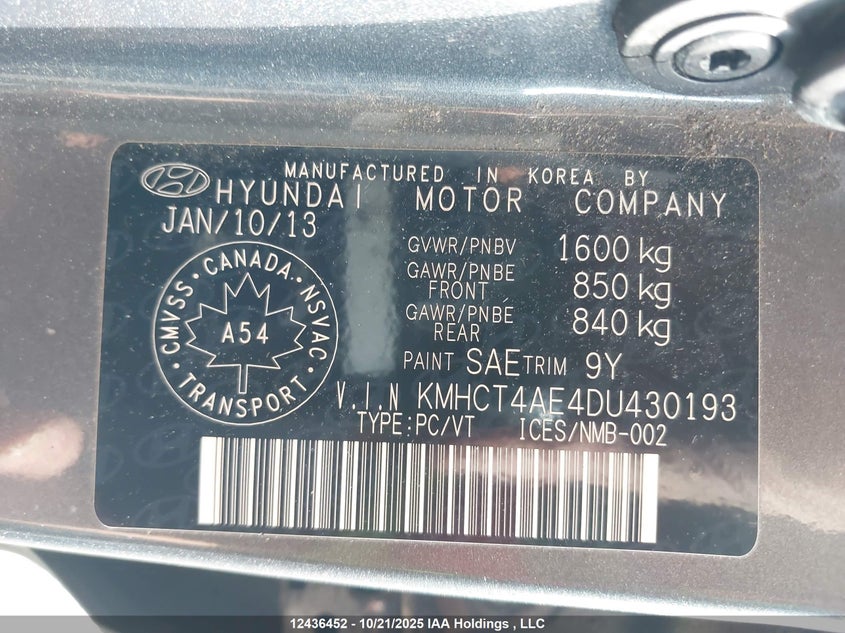 MANUFACTURED IN KOREA BY
HYUNDAI MOTOR COMPANY
JAN/10/13
GVWR/PNBV 1600 kg
GAWR/PNBE FRONT 850 kg
GAWR/PNBE REAR 840 kg
CANADA · NSVAC · TRANSPORT · CMVSS ·
A54
PAINT SAE TRIM 9Y
V.I.N KMHCT4AE4DU430193
TYPE:PC/VT ICES/NMB-002
12436452 - 10/21/2025 IAA Holdings , LLC